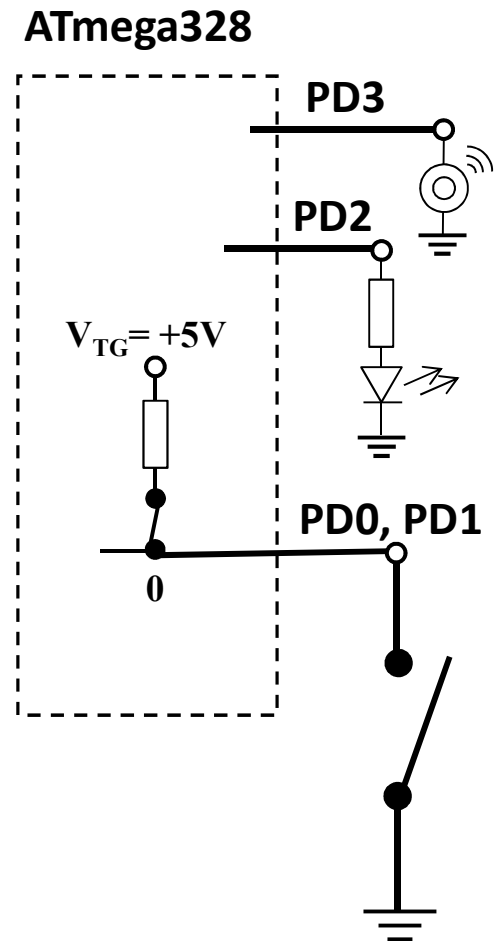 ATmega328
PD3
PD2
VTG= +5V
PD0, PD1
0